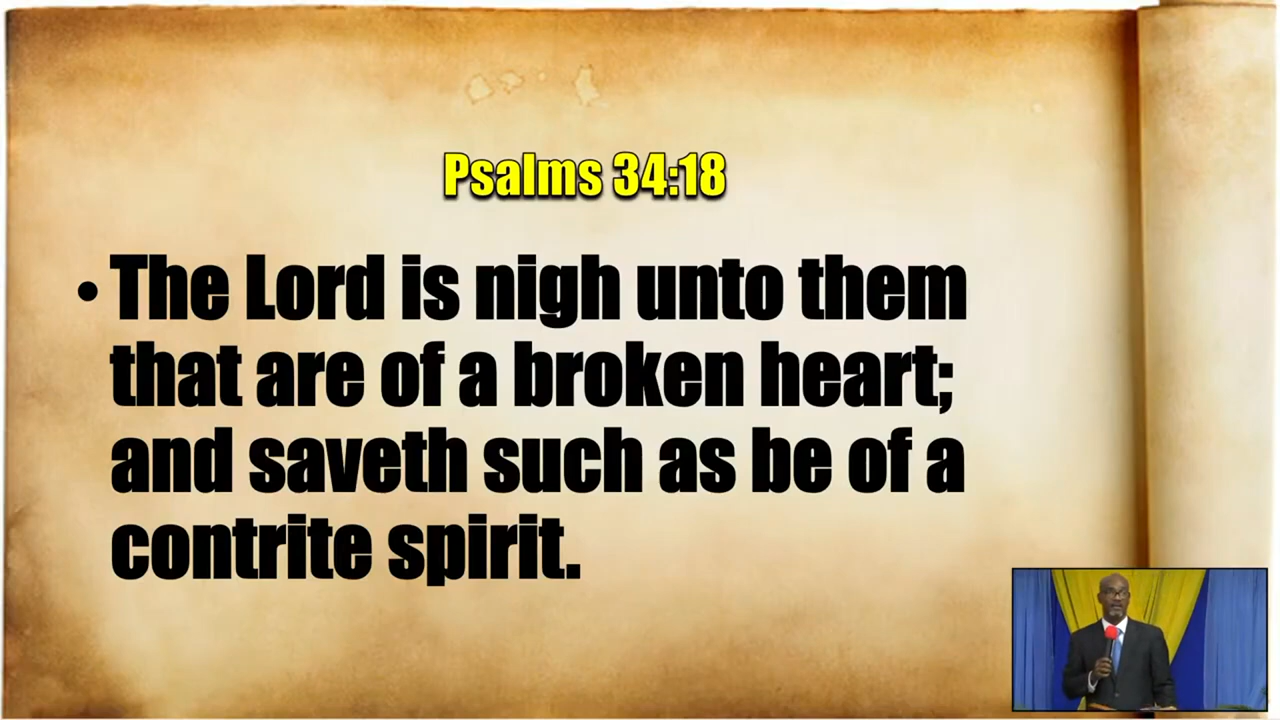 Psalms 34:18
• The Lord is nigh unto them
that are of a broken heart;
and saveth such as be of a
contrite spirit.